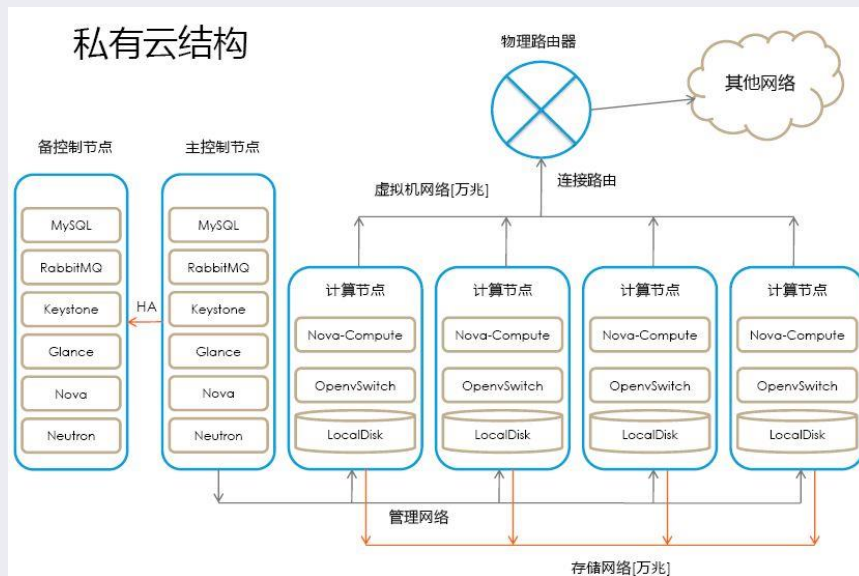 私有云结构
物理路由器
其他网络
备控制节点
主控制节点
虚拟机网络[万兆]
连接路由
MySQL
RabbitMQ
Keystone
Glance
Nova
Neutron
HA
MySQL
RabbitMQ
Keystone
Glance
Nova
Neutron
计算节点
Nova-Compute
OpenvSwitch
LocalDisk
计算节点
Nova-Compute
OpenvSwitch
LocalDisk
计算节点
Nova-Compute
OpenvSwitch
LocalDisk
计算节点
Nova-Compute
OpenvSwitch
LocalDisk
管理网络
存储网络[万兆]